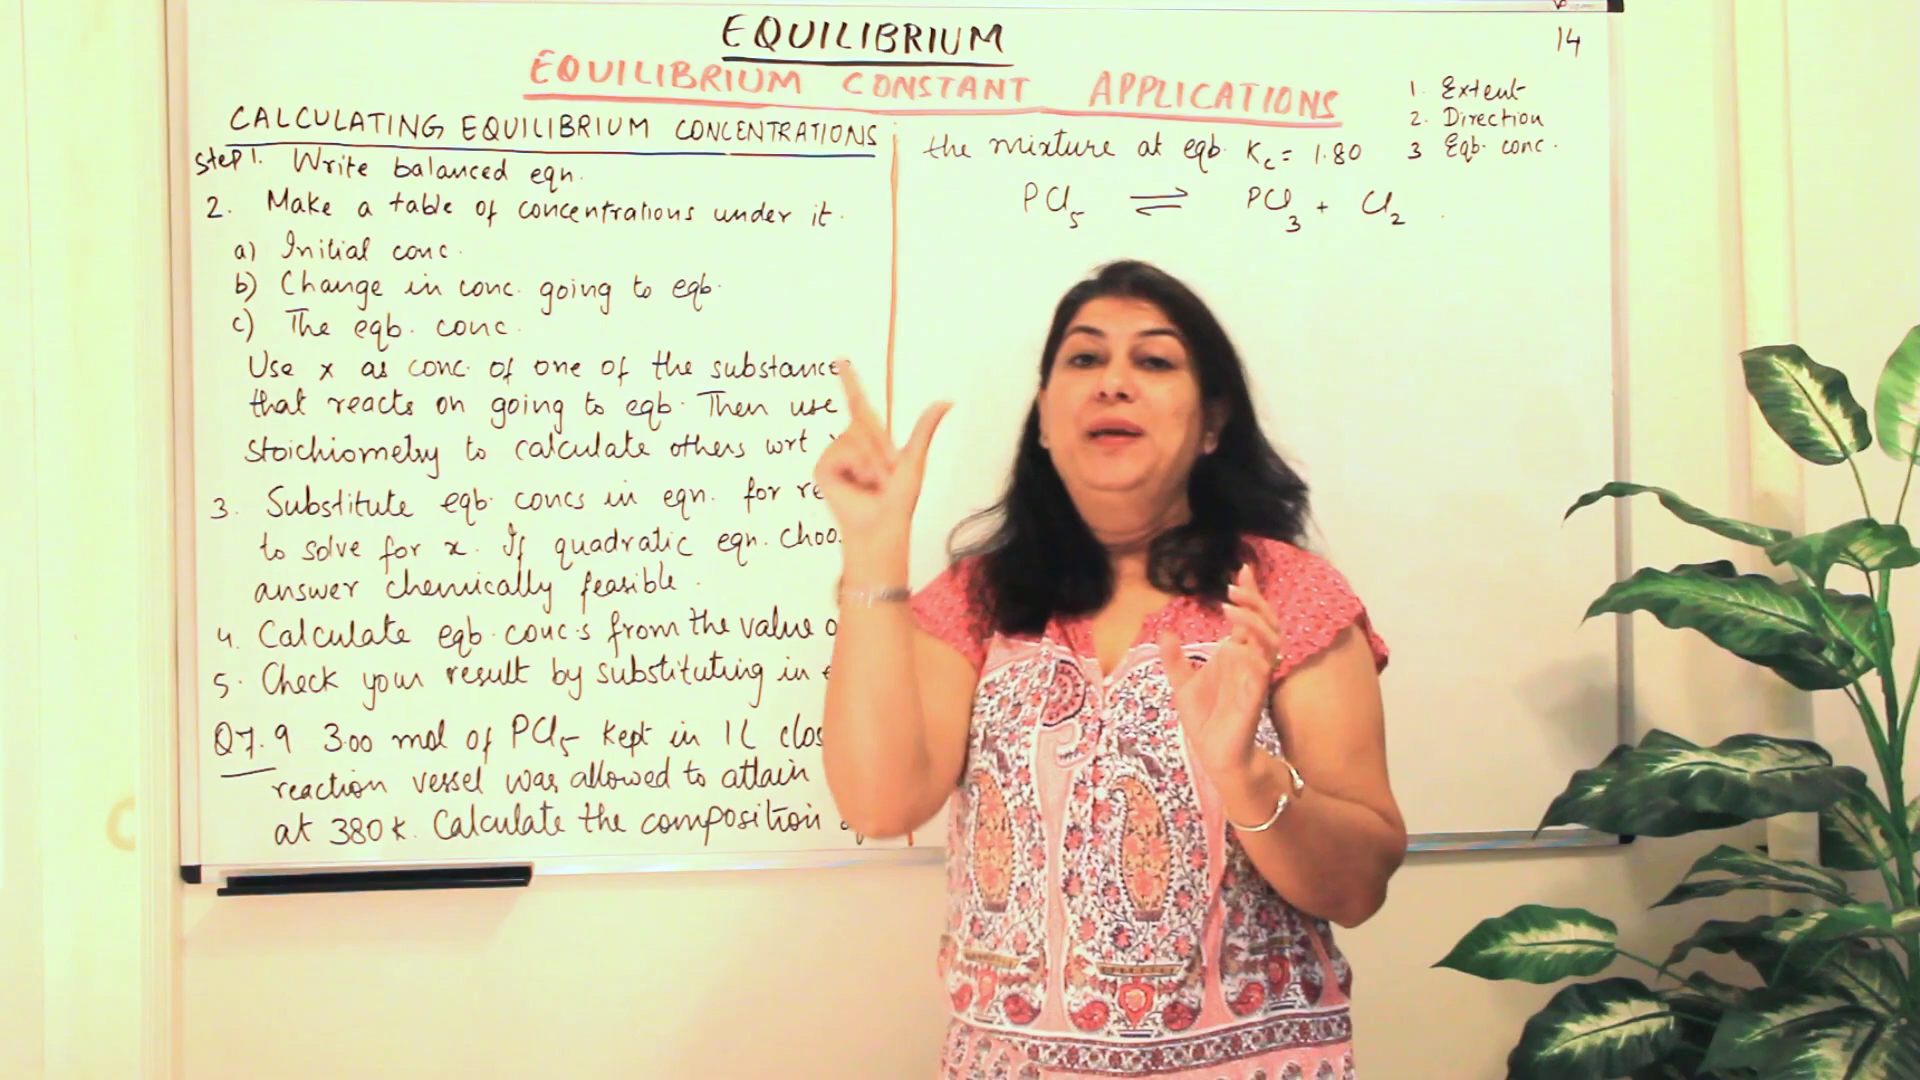 EQUILIBRIUM
14
EQUILIBRIUM CONSTANT APPLICATIONS
1. Extent
2. Direction
3 Eqb. conc.
CALCULATING EQUILIBRIUM CONCENTRATIONS
Step 1. Write balanced eqn.
2. Make a table of concentrations under it.
a) Initial conc.
b) Change in conc. going to eqb.
c) The eqb. conc.
Use x as conc. of one of the substance
that reacts on going to eqb. Then use
stoichiometry to calculate others wrt
3. Substitute eqb. concs in eqn. for
to solve for x. If quadratic eqn. choo
answer chemically feasible.
4. Calculate eqb. conc.s from the value
5. Check your result by substituting in
Q7.9 3.00 mol of PCl5 kept in 1L clos
reaction vessel was allowed to attain
at 380K. Calculate the composition
the mixture at eqb. Kc = 1.80
PCl5 ⇌ PCl3 + Cl2